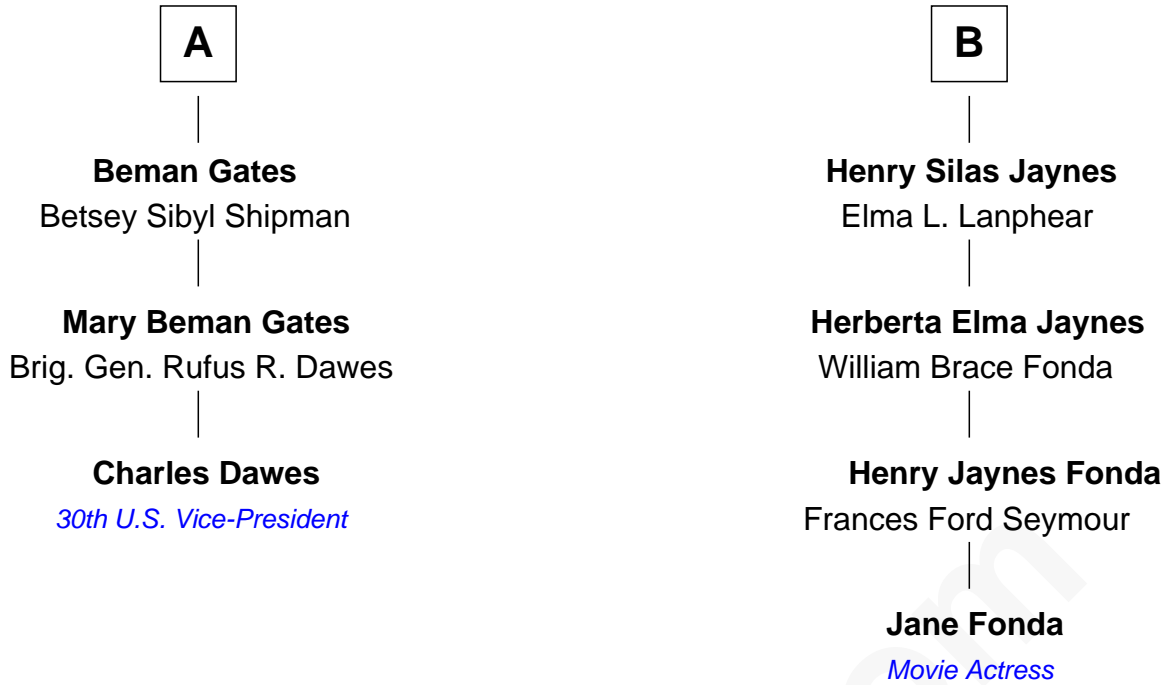 A
Beman Gates
Betsey Sibyl Shipman
Mary Beman Gates
Brig. Gen. Rufus R. Dawes
Charles Dawes
30th U.S. Vice-President
B
Henry Silas Jaynes
Elma L. Lanphear
Herberta Elma Jaynes
William Brace Fonda
Henry Jaynes Fonda
Frances Ford Seymour
Jane Fonda
Movie Actress